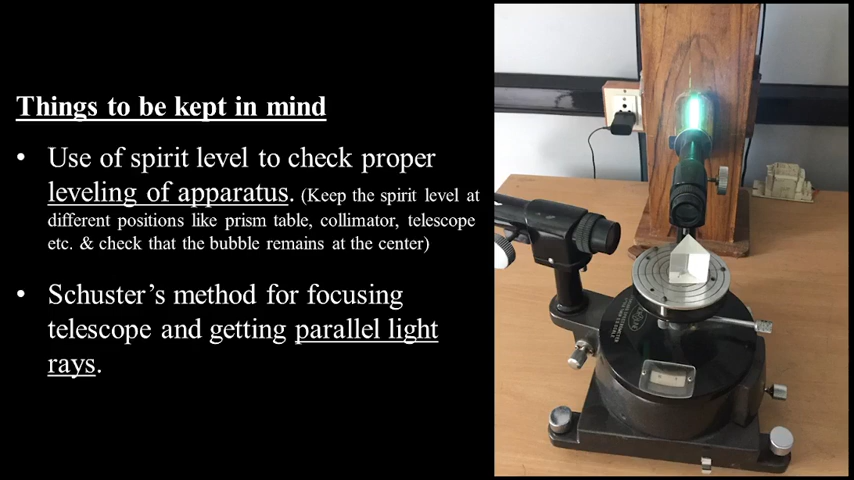 Things to be kept in mind
• Use of spirit level to check proper
leveling of apparatus. (Keep the spirit level at
different positions like prism table, collimator, telescope
etc. & check that the bubble remains at the center)
• Schuster’s method for focusing
telescope and getting parallel light
rays.